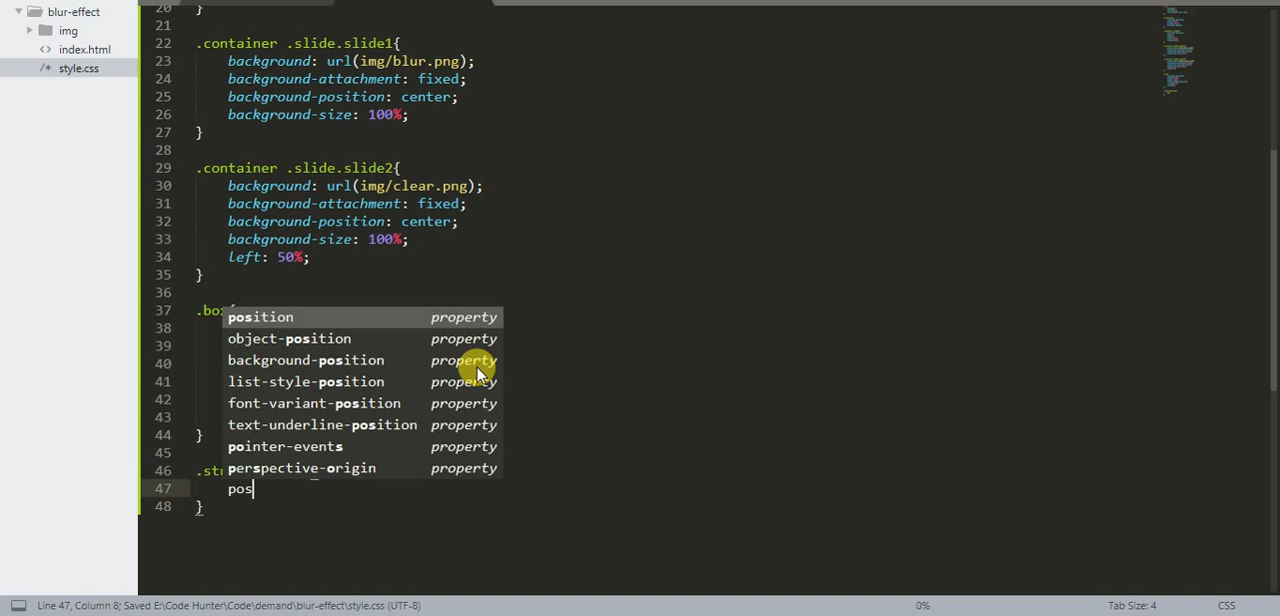 blur-effect
img
index.html
/* style.css
20 }
21
22 .container .slide.slide1{
23 background: url(img/blur.png);
24 background-attachment: fixed;
25 background-position: center;
26 background-size: 100%;
27 }
28
29 .container .slide.slide2{
30 background: url(img/clear.png);
31 background-attachment: fixed;
32 background-position: center;
33 background-size: 100%;
34 left: 50%;
35 }
36
37
38
39
40
41
42
43
44 }
45
46
47 pos
48 }
position property
object-position property
background-position property
list-style-position property
font-variant-position property
text-underline-position property
pointer-events property
perspective-origin property
Line 47, Column 8; Saved E:\Code Hunter\Code\demand\blur-effect\style.css (UTF-8)
0%
Tab Size: 4
CSS